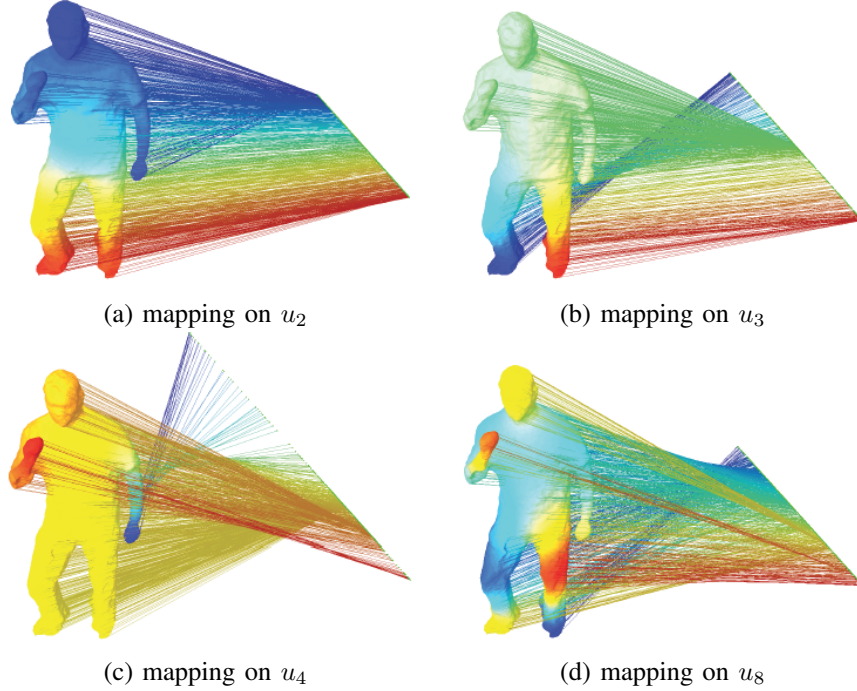 (a) mapping on u₂
(b) mapping on u₃
(c) mapping on u₄
(d) mapping on u₈